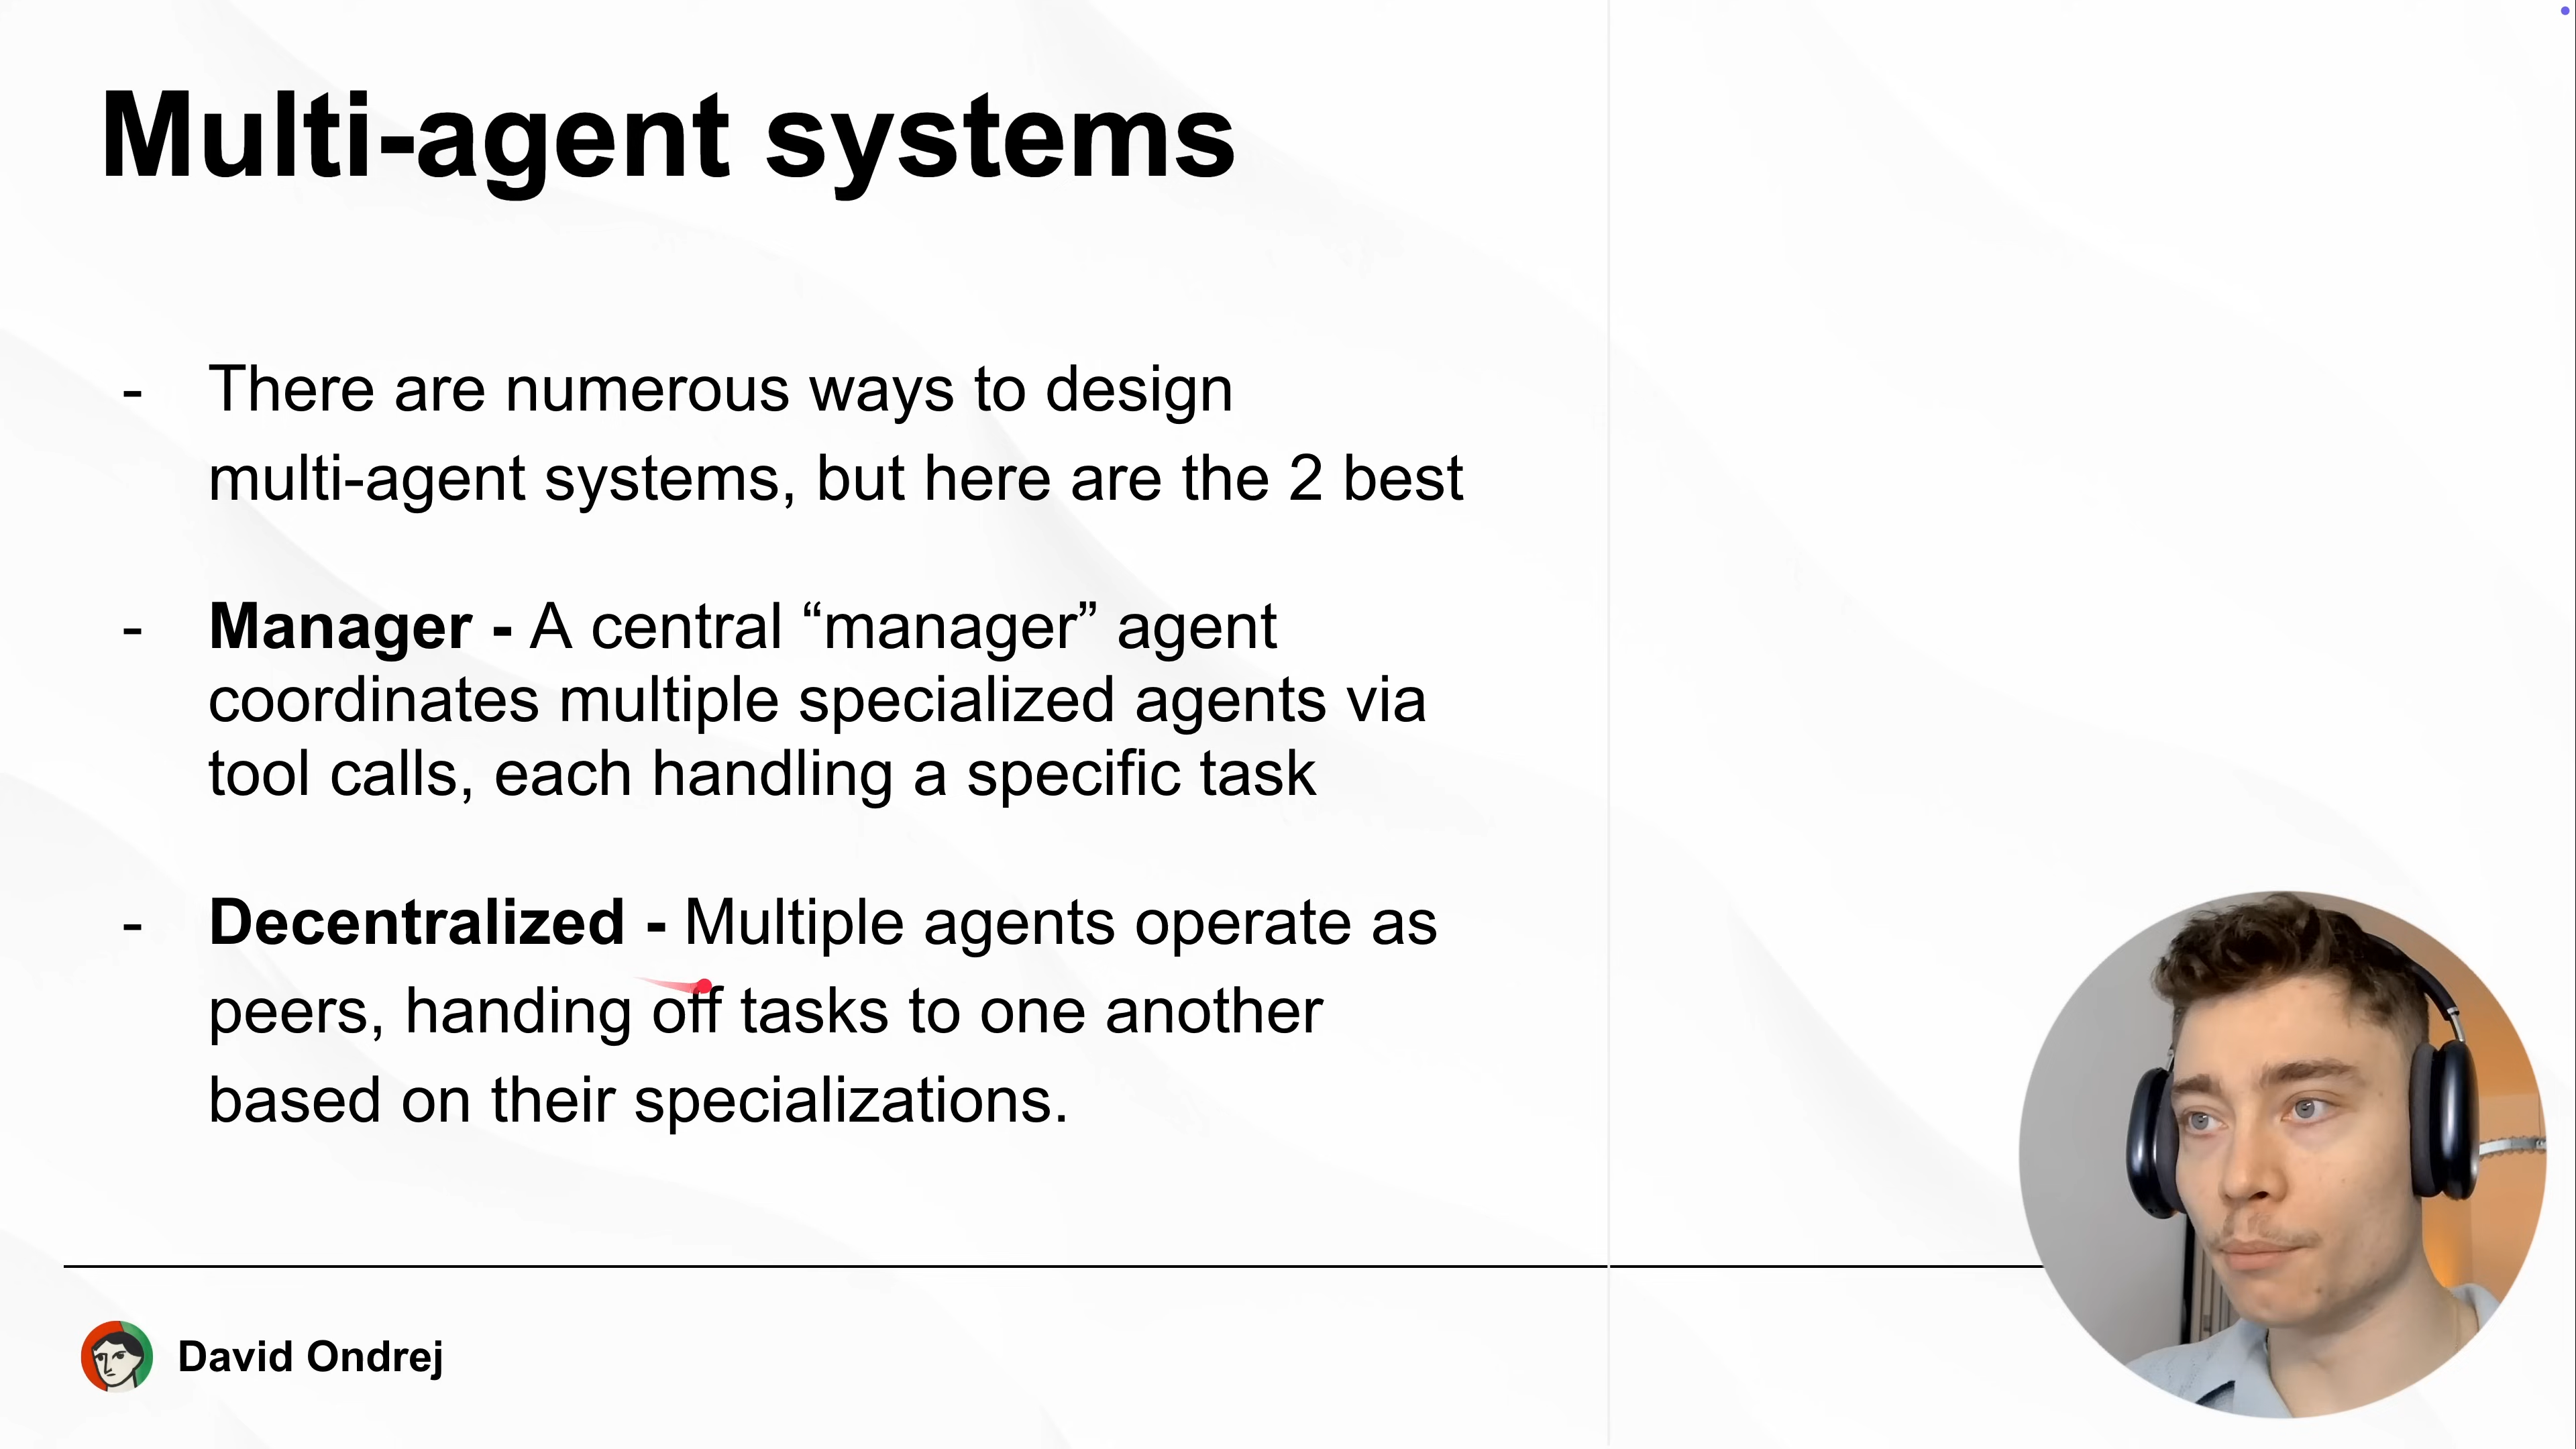 Multi-agent systems
- There are numerous ways to design
multi-agent systems, but here are the 2 best
- Manager - A central “manager” agent
coordinates multiple specialized agents via
tool calls, each handling a specific task
- Decentralized - Multiple agents operate as
peers, handing off tasks to one another
based on their specializations.
David Ondrej